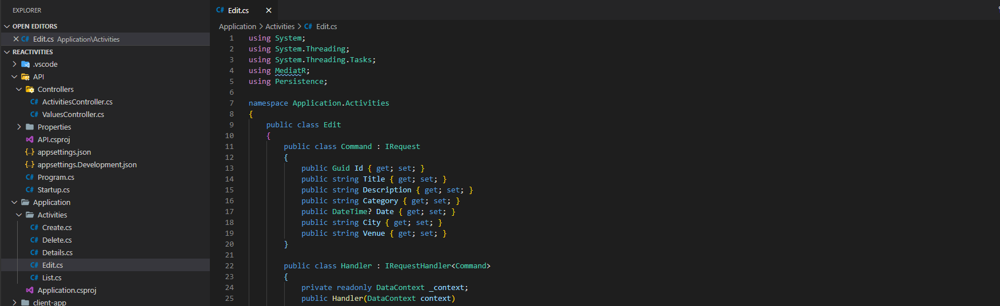 EXPLORER
OPEN EDITORS
C# Edit.cs Application\Activities
REACTIVITIES
.vscode
API
Controllers
C# ActivitiesController.cs
C# ValuesController.cs
Properties
API.csproj
{..} appsettings.json
{..} appsettings.Development.json
C# Program.cs
C# Startup.cs
Application
Activities
C# Create.cs
C# Delete.cs
C# Details.cs
C# Edit.cs
C# List.cs
Application.csproj
client-app
C# Edit.cs
Application > Activities > C# Edit.cs
1 using System;
2 using System.Threading;
3 using System.Threading.Tasks;
4 using MediatR;
5 using Persistence;
6
7 namespace Application.Activities
8 {
9 public class Edit
10 {
11 public class Command : IRequest
12 {
13 public Guid Id { get; set; }
14 public string Title { get; set; }
15 public string Description { get; set; }
16 public string Category { get; set; }
17 public DateTime? Date { get; set; }
18 public string City { get; set; }
19 public string Venue { get; set; }
20 }
21
22 public class Handler : IRequestHandler<Command>
23 {
24 private readonly DataContext _context;
25 public Handler(DataContext context)